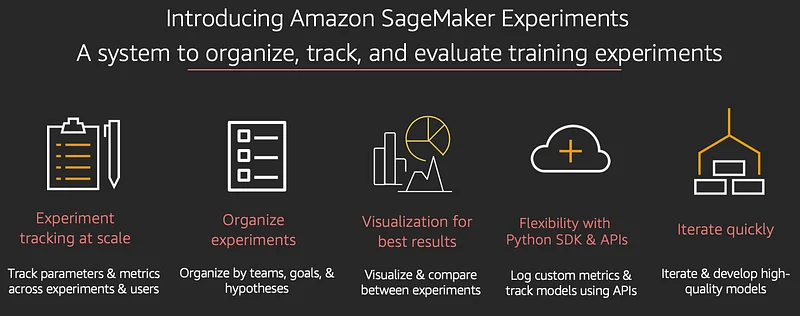 Introducing Amazon SageMaker Experiments
A system to organize, track, and evaluate training experiments
Experiment
tracking at scale
Track parameters & metrics
across experiments & users
Organize
experiments
Organize by teams, goals, &
hypotheses
Visualization for
best results
Visualize & compare
between experiments
Flexibility with
Python SDK & APIs
Log custom metrics &
track models using APIs
Iterate quickly
Iterate & develop high-
quality models